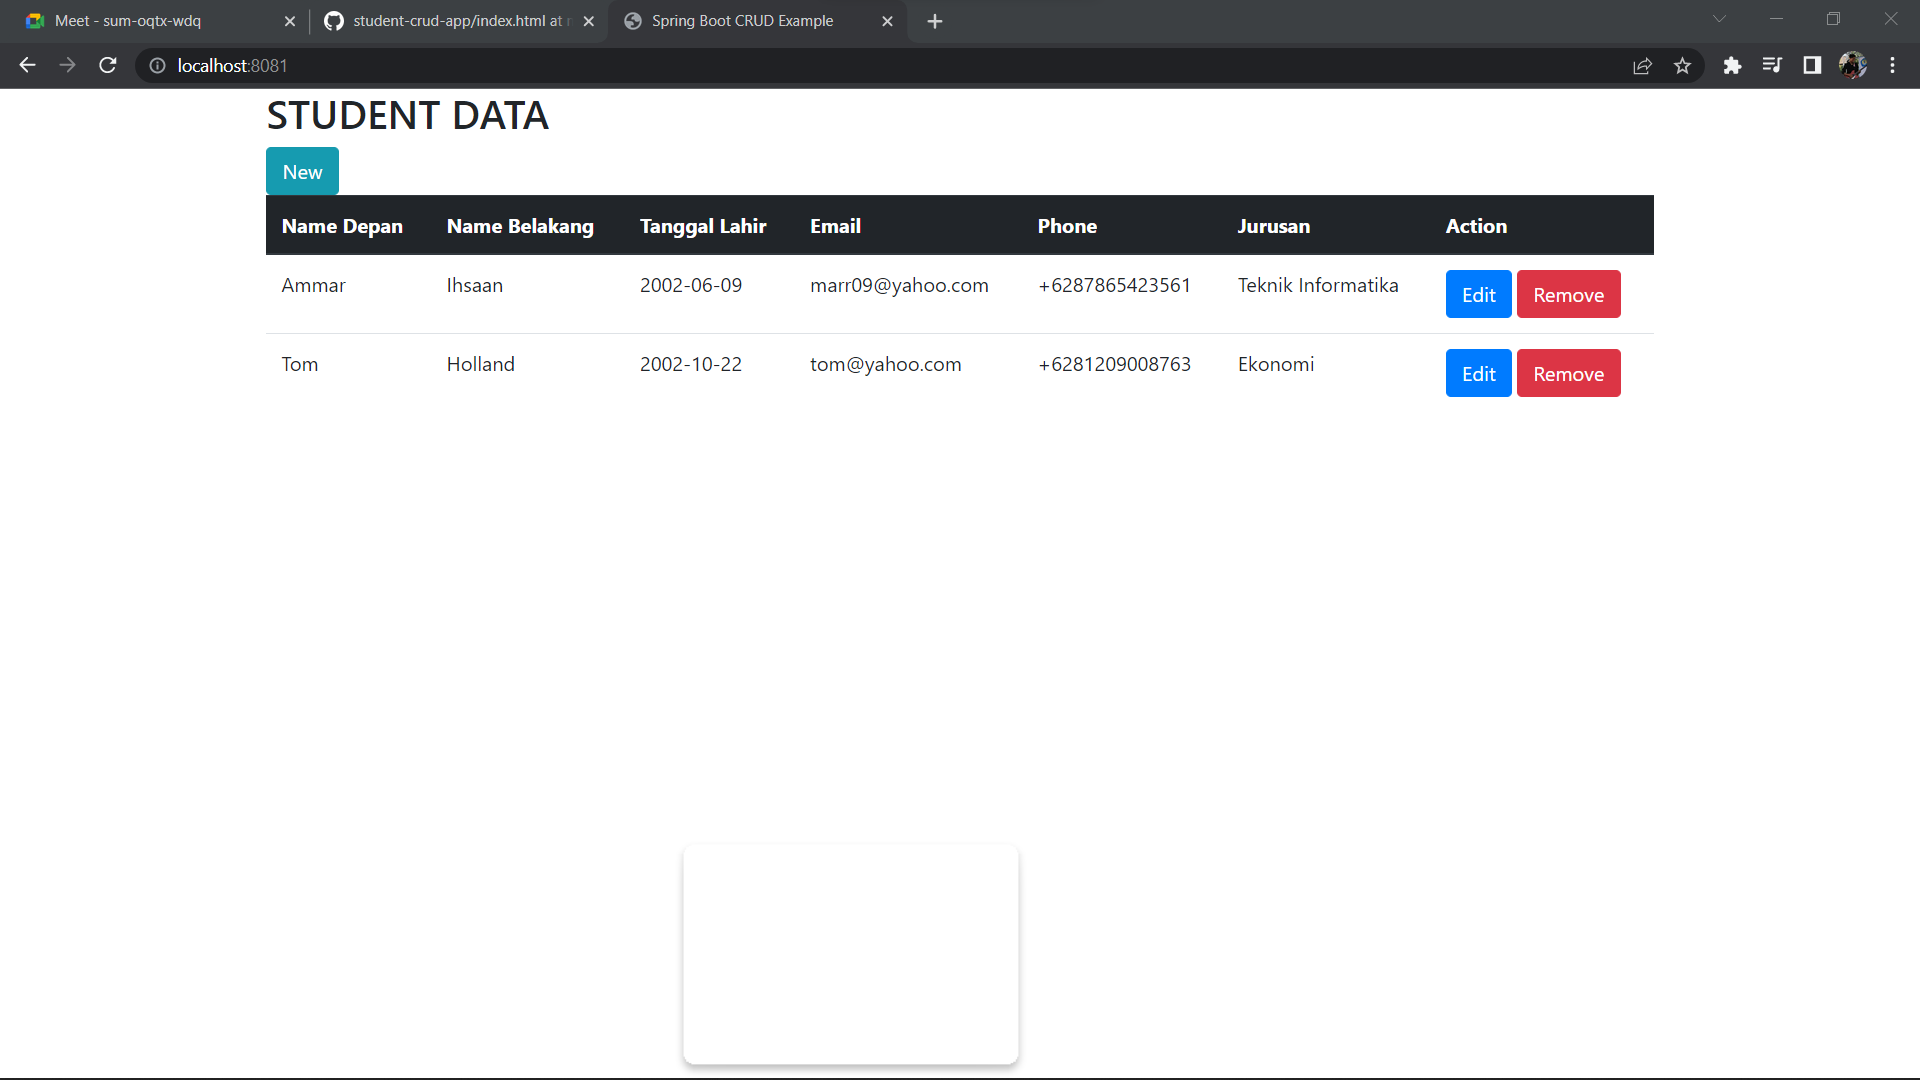 Meet - sum-oqtx-wdq
student-crud-app/index.html at
Spring Boot CRUD Example
localhost:8081
STUDENT DATA
New
Name Depan Name Belakang Tanggal Lahir Email Phone Jurusan Action
Ammar Ihsaan 2002-06-09 marr09@yahoo.com +6287865423561 Teknik Informatika Edit Remove
Tom Holland 2002-10-22 tom@yahoo.com +6281209008763 Ekonomi Edit Remove